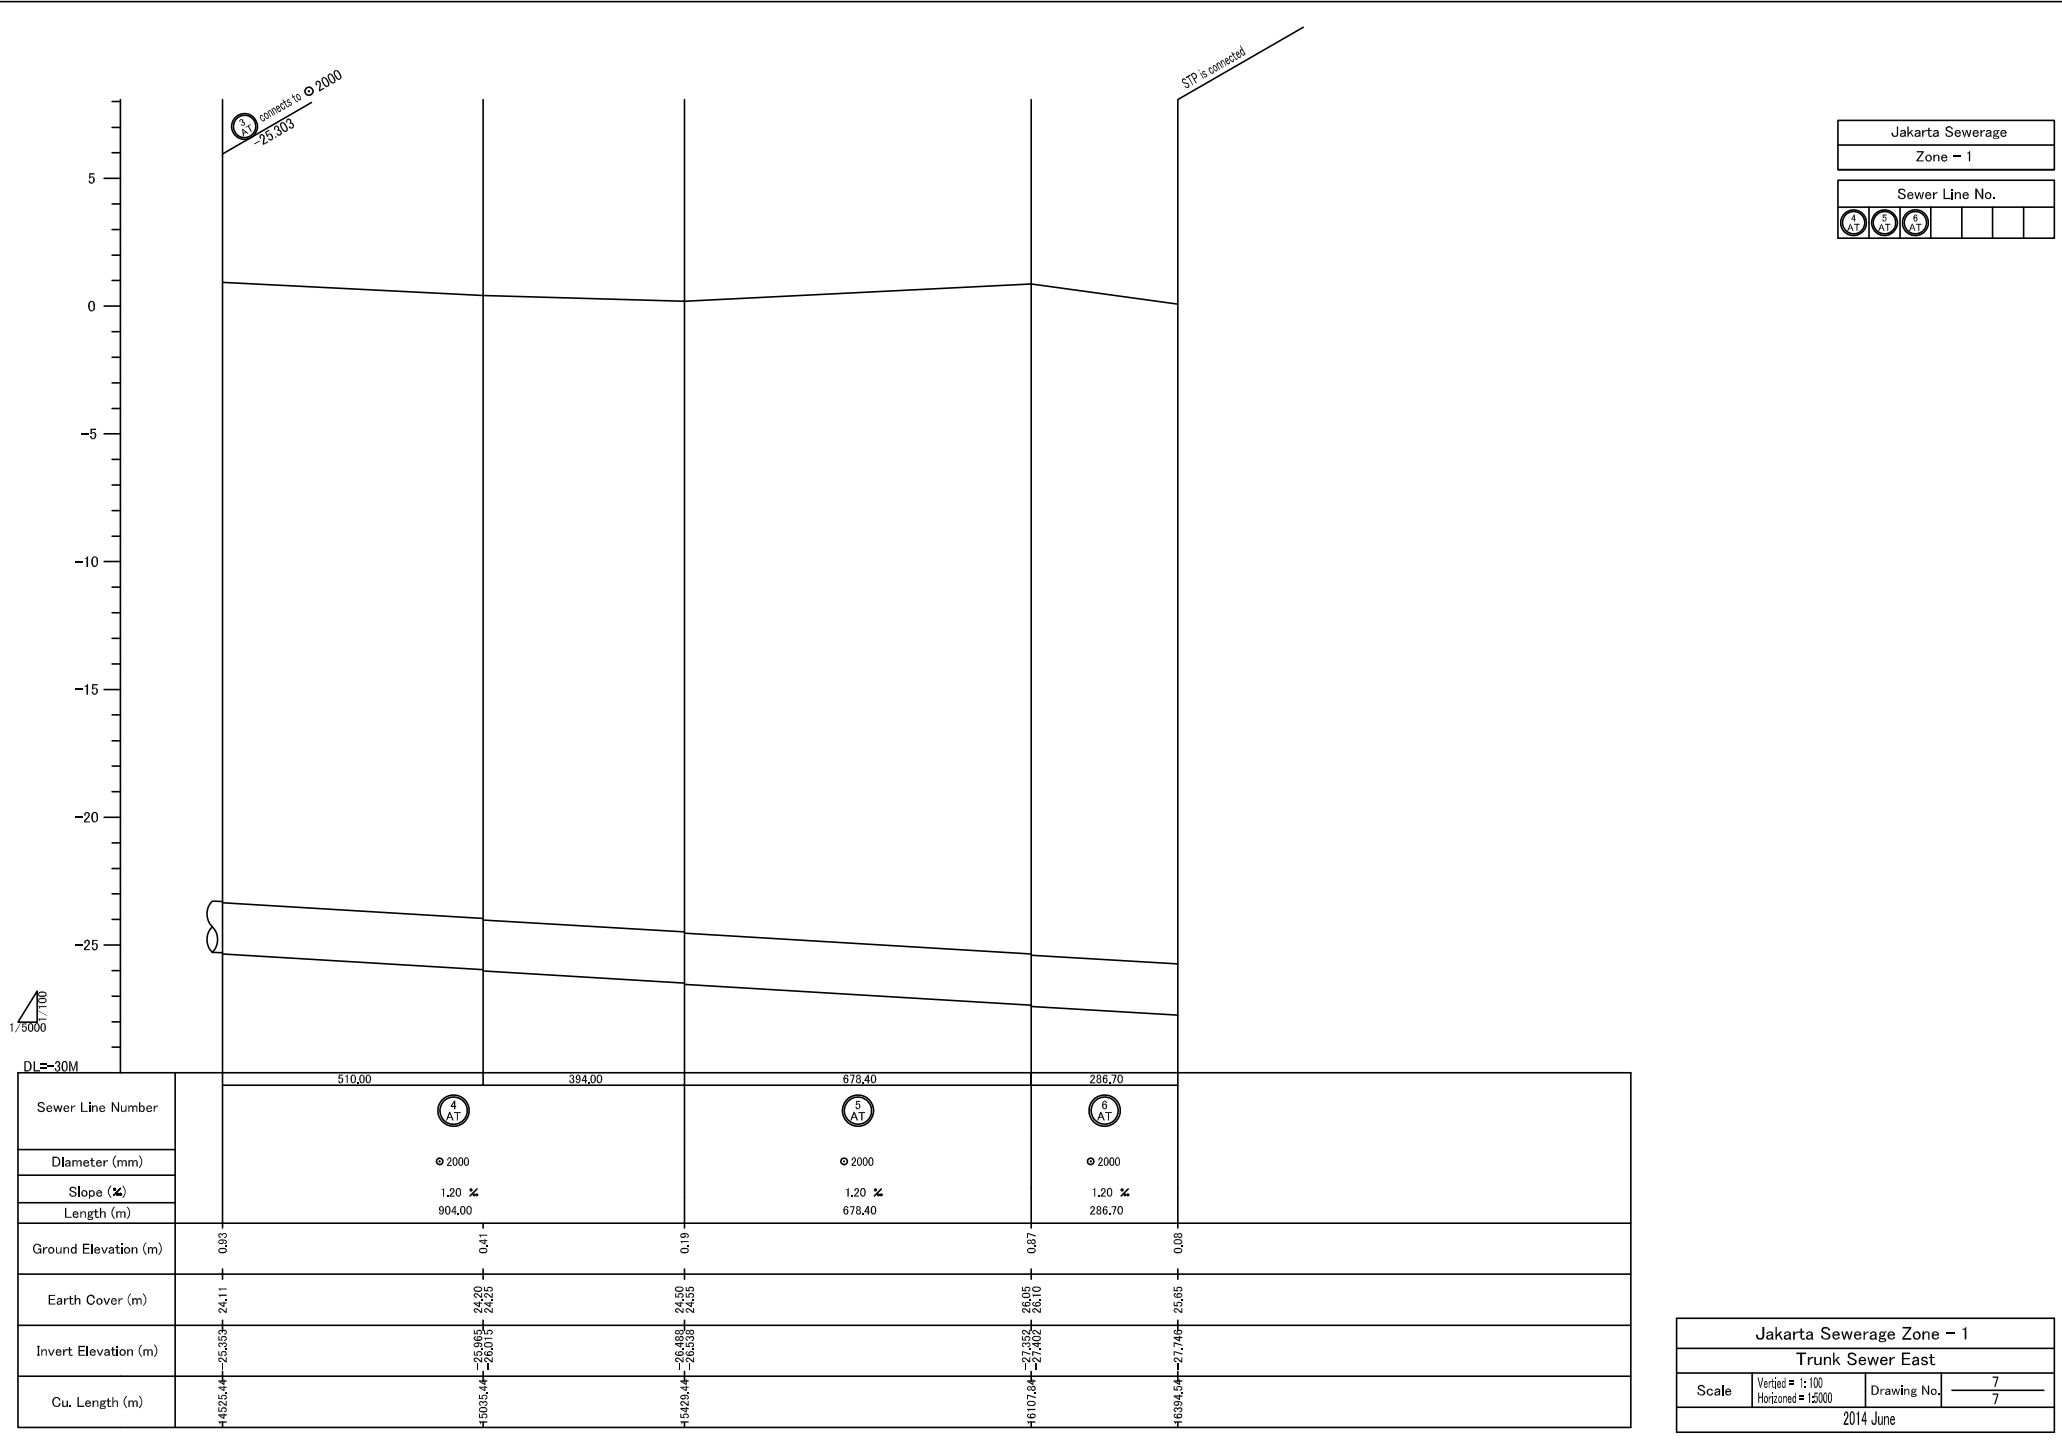 STP is connected
3 AT connects to ⊙ 2000
-25.303
Jakarta Sewerage
Zone - 1
Sewer Line No.
4 AT 5 AT 6 AT
5
0
-5
-10
-15
-20
-25
1/100
1/5000
DL=-30M
510.00 394.00 678.40 286.70
Sewer Line Number 4 AT 5 AT 6 AT
Diameter (mm) ⊙ 2000 ⊙ 2000 ⊙ 2000
Slope (‰) 1.20 ‰ 1.20 ‰ 1.20 ‰
Length (m) 904.00 678.40 286.70
Ground Elevation (m) 0.93 0.41 0.19 0.87 0.08
Earth Cover (m) 24.11 24.20 24.25 24.50 24.55 26.05 26.10 25.65
Invert Elevation (m) -25.353 -25.965 -26.015 -26.488 -26.538 -27.352 -27.402 -27.746
Cu. Length (m) 14525.44 15035.44 15429.44 16107.84 16394.54
Jakarta Sewerage Zone - 1
Trunk Sewer East
Scale Vertied = 1: 100 Drawing No. 7
Horizoned = 1:5000 7
2014 June